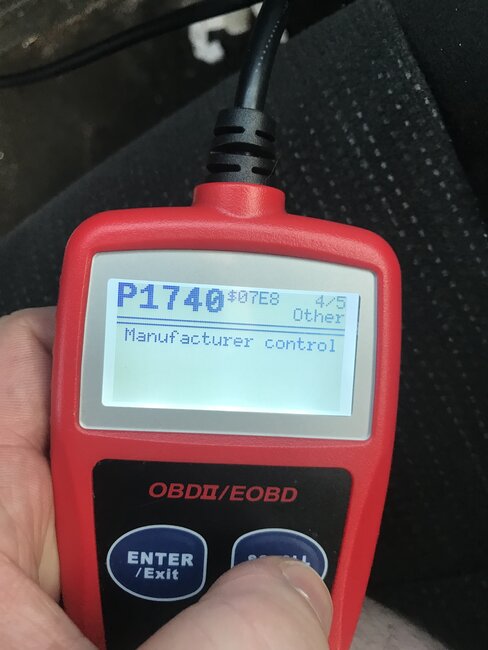 P1740 $07E8 4/5
Other
Manufacturer control
OBDII/EOBD
ENTER
/Exit